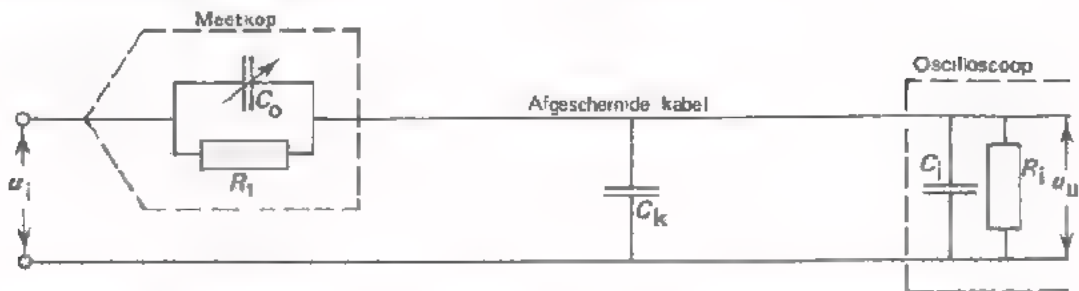 Meetkop
C₀
R₁
Afgeschermde kabel
Cₖ
Oscilloscoop
Cᵢ
Rᵢ
uᵢ
uᵤ